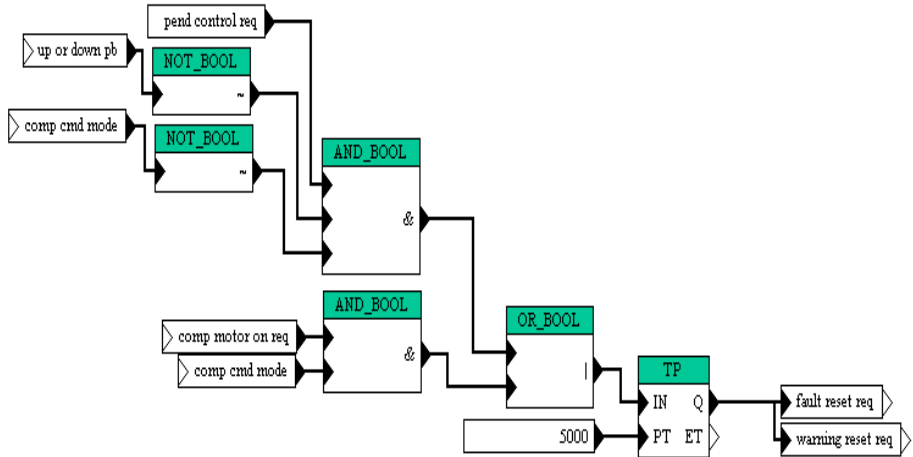 pend control req
up or down pb
NOT_BOOL
~
comp cmd mode
NOT_BOOL
~
AND_BOOL
&
AND_BOOL
comp motor on req
&
comp cmd mode
OR_BOOL
|
TP
IN Q
5000
PT ET
fault reset req
warning reset req